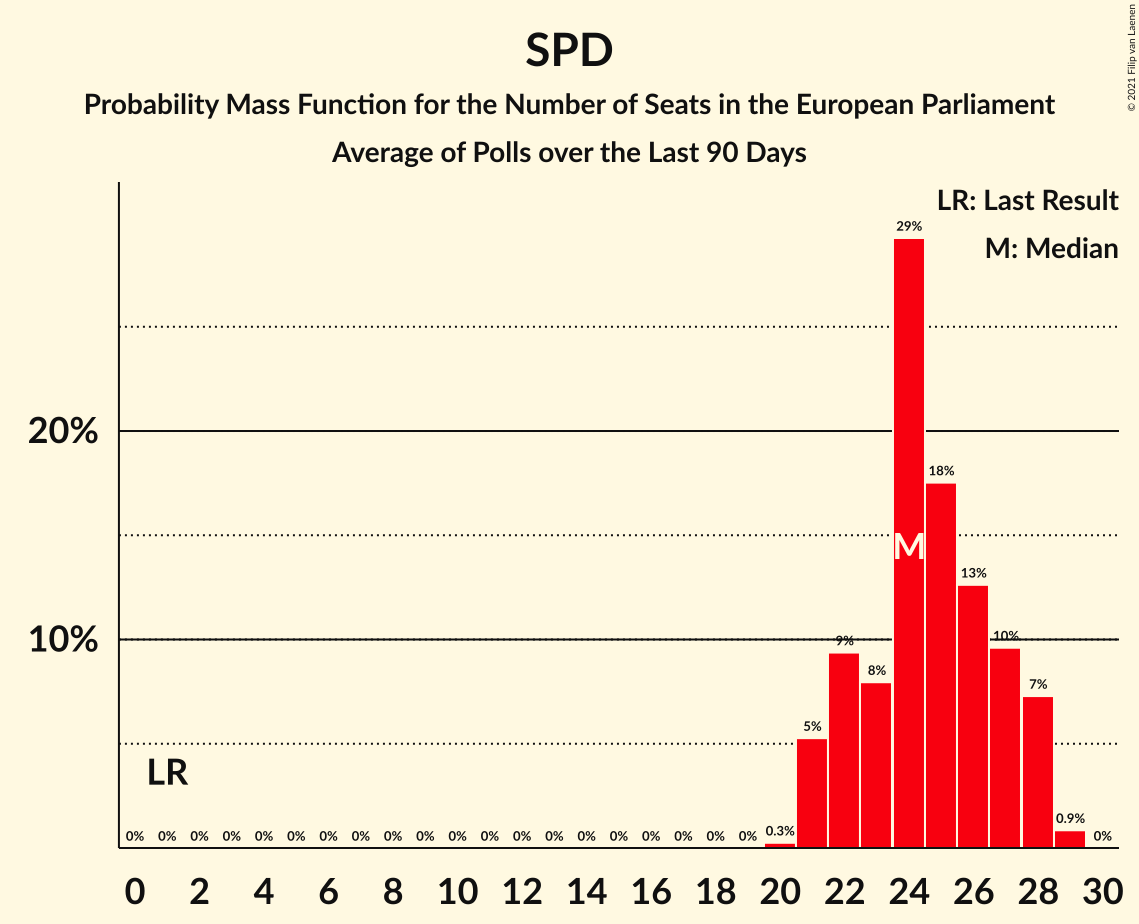 SPD
Probability Mass Function for the Number of Seats in the European Parliament
Average of Polls over the Last 90 Days
© 2021 Filip van Laenen
LR: Last Result
M: Median
29%
20%
18%
M
13%
10%
9%
10%
8%
7%
5%
LR
0% 0% 0% 0% 0% 0% 0% 0% 0% 0% 0% 0% 0% 0% 0% 0% 0% 0% 0% 0% 0.3% 0.9% 0%
0 2 4 6 8 10 12 14 16 18 20 22 24 26 28 30